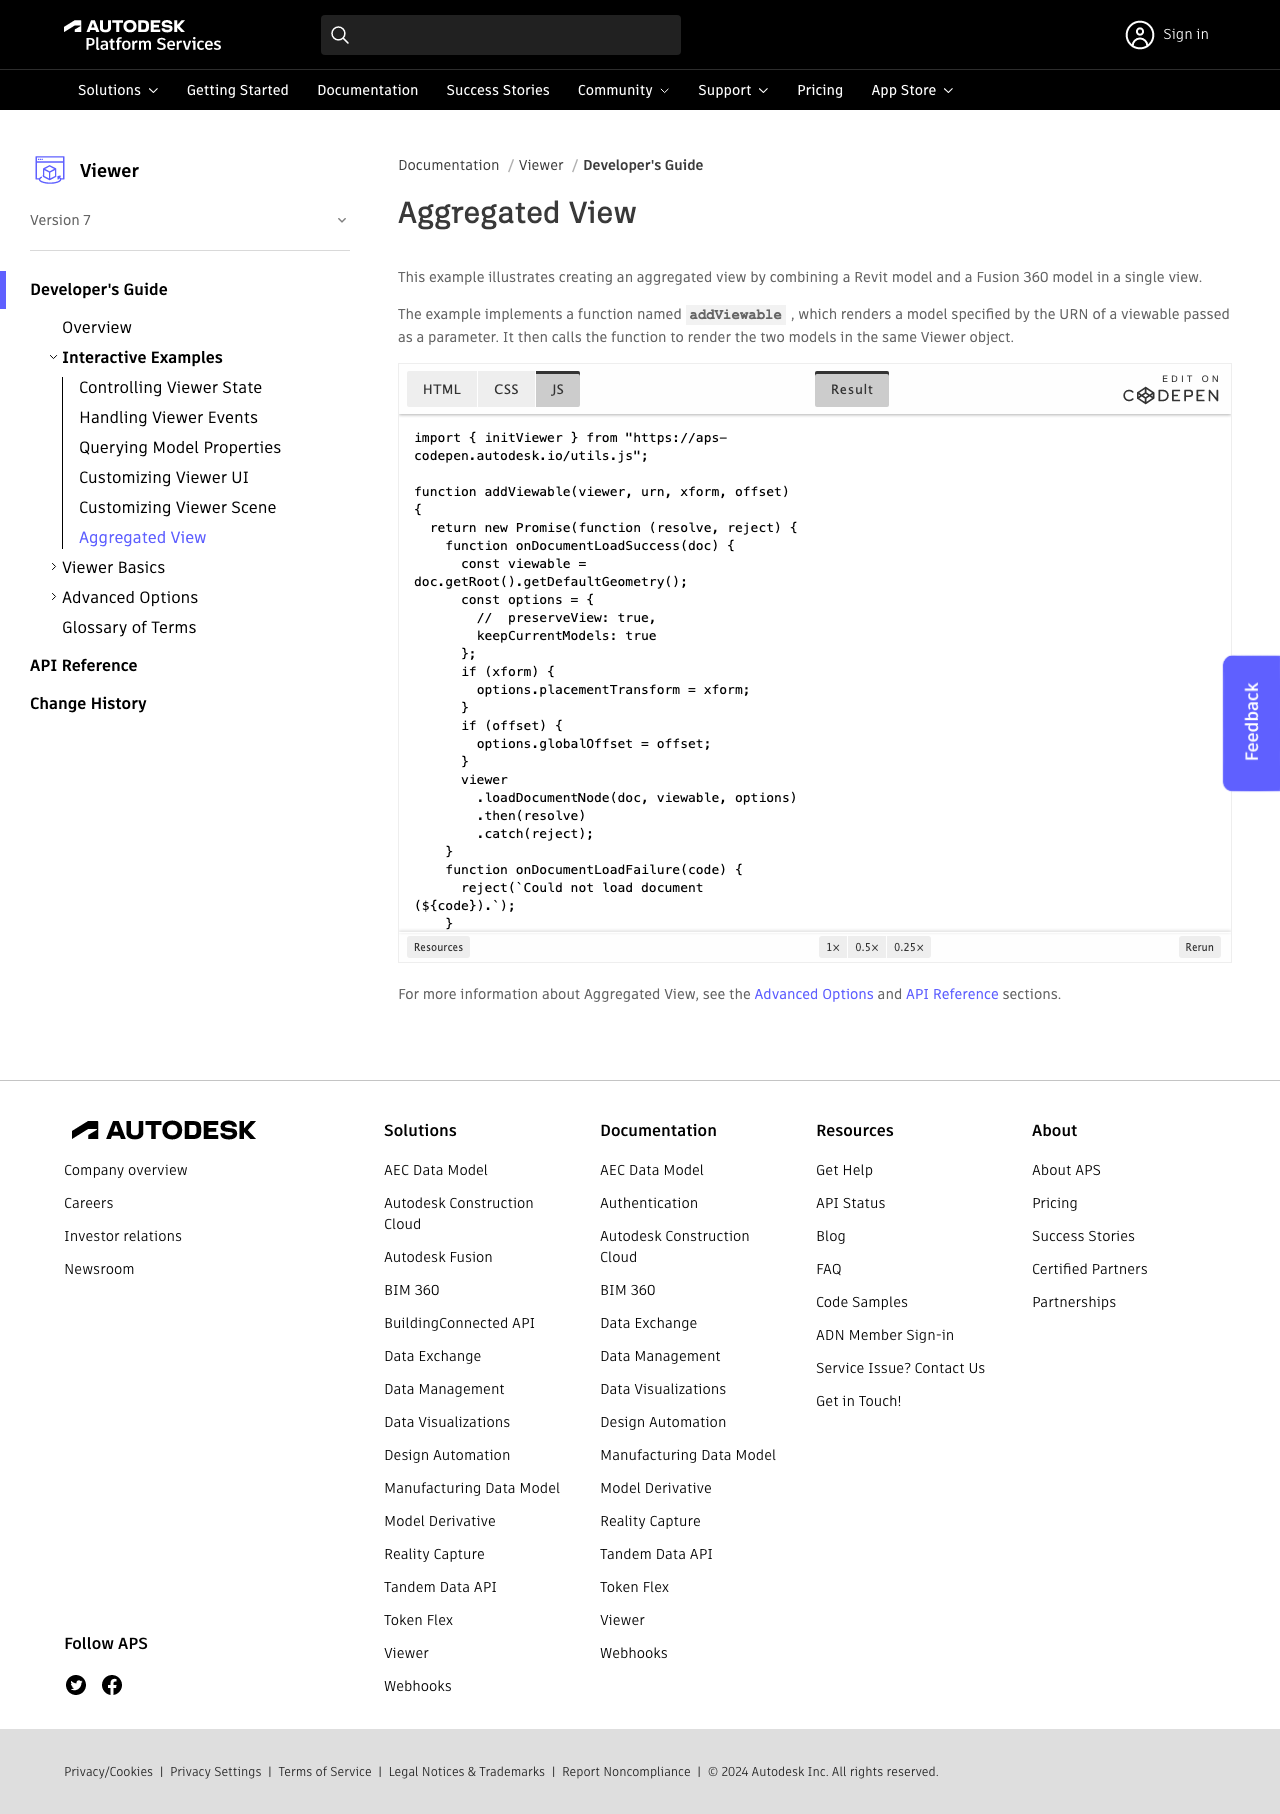 AUTODESK
Platform Services
Sign in
Solutions Getting Started Documentation Success Stories Community Support Pricing App Store
Viewer
Version 7
Developer's Guide
Overview
Interactive Examples
Controlling Viewer State
Handling Viewer Events
Querying Model Properties
Customizing Viewer UI
Customizing Viewer Scene
Aggregated View
Viewer Basics
Advanced Options
Glossary of Terms
API Reference
Change History
Documentation / Viewer / Developer's Guide
Aggregated View
This example illustrates creating an aggregated view by combining a Revit model and a Fusion 360 model in a single view.
The example implements a function named addViewable , which renders a model specified by the URN of a viewable passed
as a parameter. It then calls the function to render the two models in the same Viewer object.
HTML CSS JS Result EDIT ON
CODEPEN
import { initViewer } from "https://aps-
codepen.autodesk.io/utils.js";
function addViewable(viewer, urn, xform, offset)
{
return new Promise(function (resolve, reject) {
function onDocumentLoadSuccess(doc) {
const viewable =
doc.getRoot().getDefaultGeometry();
const options = {
//  preserveView: true,
keepCurrentModels: true
};
if (xform) {
options.placementTransform = xform;
}
if (offset) {
options.globalOffset = offset;
}
viewer
.loadDocumentNode(doc, viewable, options)
.then(resolve)
.catch(reject);
}
function onDocumentLoadFailure(code) {
reject(`Could not load document
(${code}).`);
}
Resources 1× 0.5× 0.25× Rerun
Feedback
For more information about Aggregated View, see the Advanced Options and API Reference sections.
AUTODESK
Company overview
Careers
Investor relations
Newsroom
Follow APS
Solutions
AEC Data Model
Autodesk Construction
Cloud
Autodesk Fusion
BIM 360
BuildingConnected API
Data Exchange
Data Management
Data Visualizations
Design Automation
Manufacturing Data Model
Model Derivative
Reality Capture
Tandem Data API
Token Flex
Viewer
Webhooks
Documentation
AEC Data Model
Authentication
Autodesk Construction
Cloud
BIM 360
Data Exchange
Data Management
Data Visualizations
Design Automation
Manufacturing Data Model
Model Derivative
Reality Capture
Tandem Data API
Token Flex
Viewer
Webhooks
Resources
Get Help
API Status
Blog
FAQ
Code Samples
ADN Member Sign-in
Service Issue? Contact Us
Get in Touch!
About
About APS
Pricing
Success Stories
Certified Partners
Partnerships
Privacy/Cookies | Privacy Settings | Terms of Service | Legal Notices & Trademarks | Report Noncompliance | © 2024 Autodesk Inc. All rights reserved.